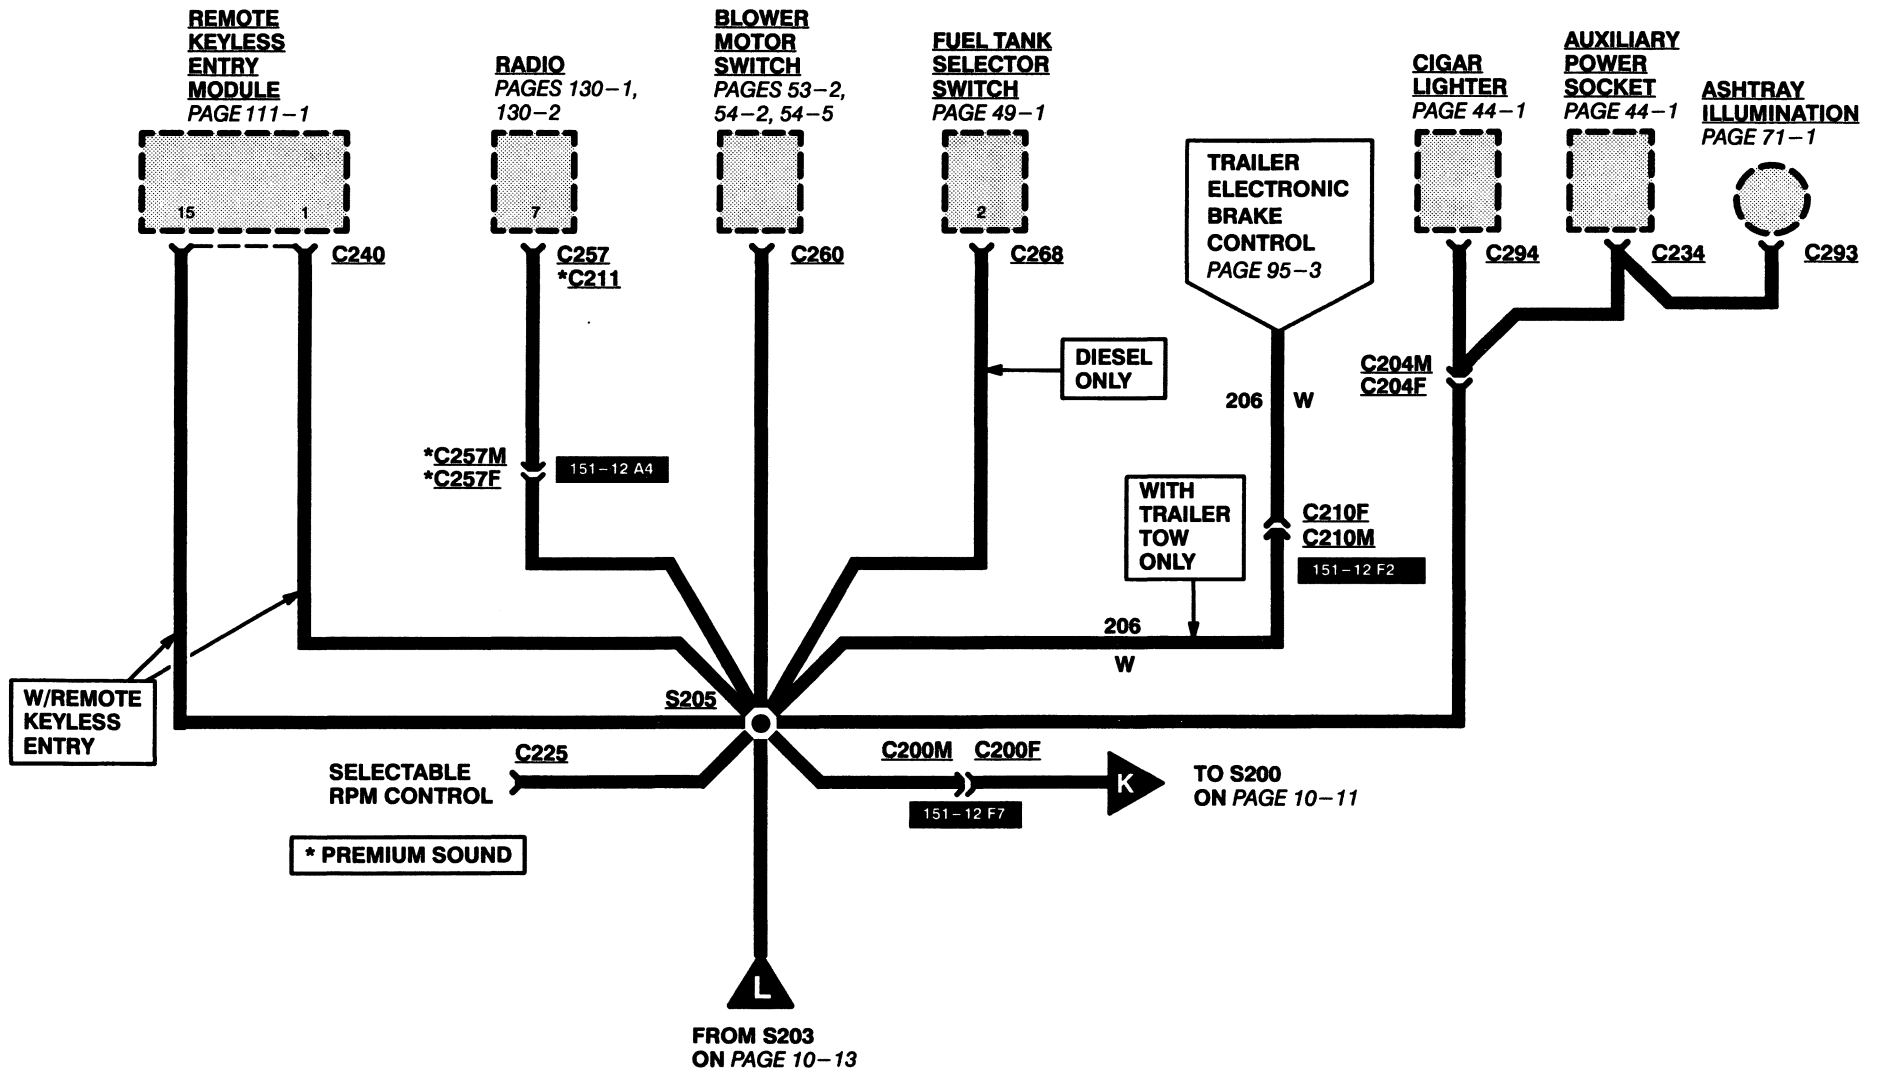 REMOTE
KEYLESS
ENTRY
MODULE
PAGE 111-1
RADIO
PAGES 130-1,
130-2
BLOWER
MOTOR
SWITCH
PAGES 53-2,
54-2, 54-5
FUEL TANK
SELECTOR
SWITCH
PAGE 49-1
TRAILER
ELECTRONIC
BRAKE
CONTROL
PAGE 95-3
CIGAR
LIGHTER
PAGE 44-1
AUXILIARY
POWER
SOCKET
PAGE 44-1
ASHTRAY
ILLUMINATION
PAGE 71-1
15 1
7
2
C240
C257
*C211
C260
C268
C294
C234
C293
DIESEL
ONLY
C204M
C204F
206 W
*C257M
*C257F
151-12 A4
WITH
TRAILER
TOW
ONLY
C210F
C210M
151-12 F2
206
W
W/REMOTE
KEYLESS
ENTRY
S205
C225
SELECTABLE
RPM CONTROL
C200M C200F
151-12 F7
K
TO S200
ON PAGE 10-11
* PREMIUM SOUND
L
FROM S203
ON PAGE 10-13